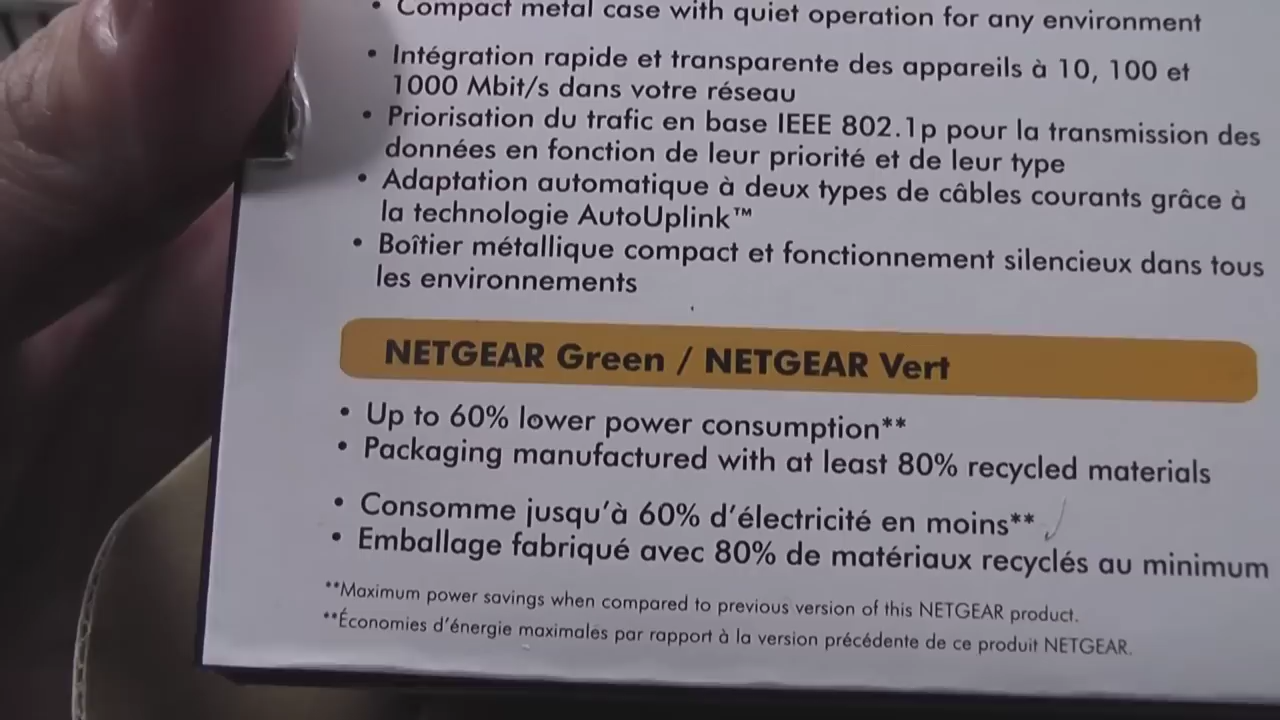 • Compact metal case with quiet operation for any environment
• Intégration rapide et transparente des appareils à 10, 100 et
1000 Mbit/s dans votre réseau
• Priorisation du trafic en base IEEE 802.1p pour la transmission des
données en fonction de leur priorité et de leur type
• Adaptation automatique à deux types de câbles courants grâce à
la technologie AutoUplink™
• Boîtier métallique compact et fonctionnement silencieux dans tous
les environnements
NETGEAR Green / NETGEAR Vert
• Up to 60% lower power consumption**
• Packaging manufactured with at least 80% recycled materials
• Consomme jusqu'à 60% d'électricité en moins**
• Emballage fabriqué avec 80% de matériaux recyclés au minimum
**Maximum power savings when compared to previous version of this NETGEAR product.
**Économies d'énergie maximales par rapport à la version précédente de ce produit NETGEAR.